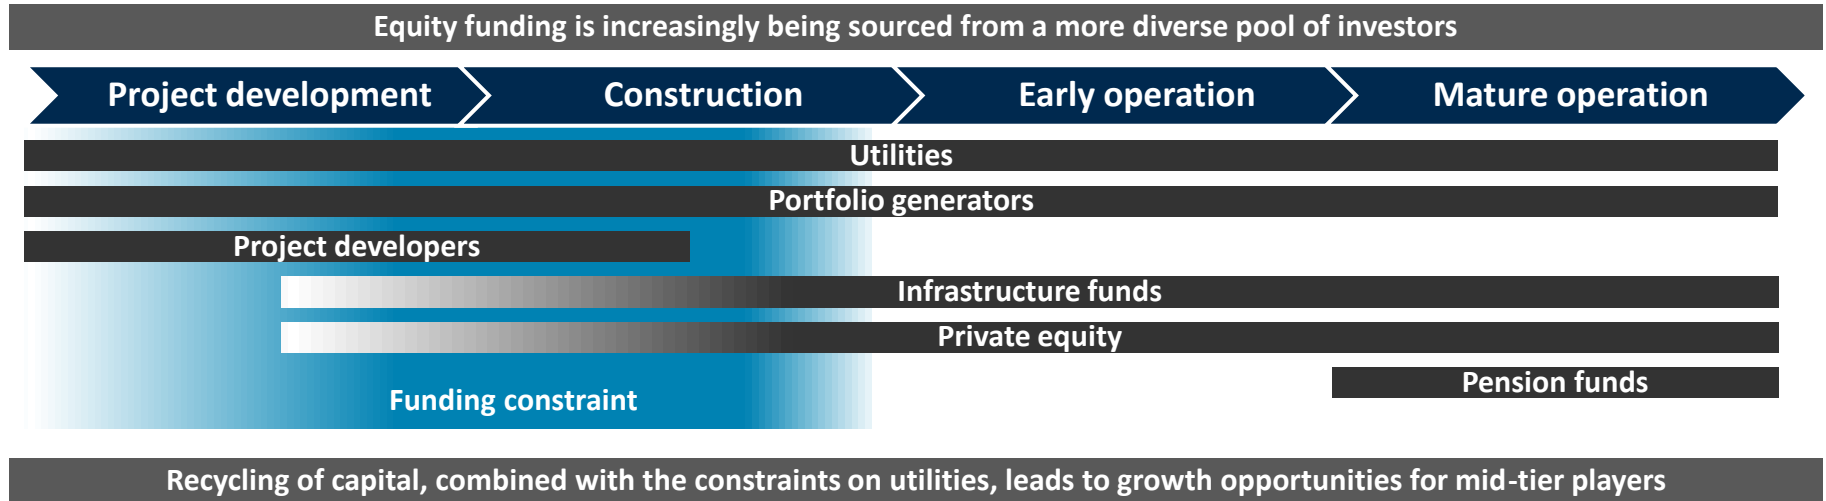 Equity funding is increasingly being sourced from a more diverse pool of investors
Project development
Construction
Early operation
Mature operation
Utilities
Portfolio generators
Project developers
Infrastructure funds
Private equity
Pension funds
Funding constraint
Recycling of capital, combined with the constraints on utilities, leads to growth opportunities for mid-tier players